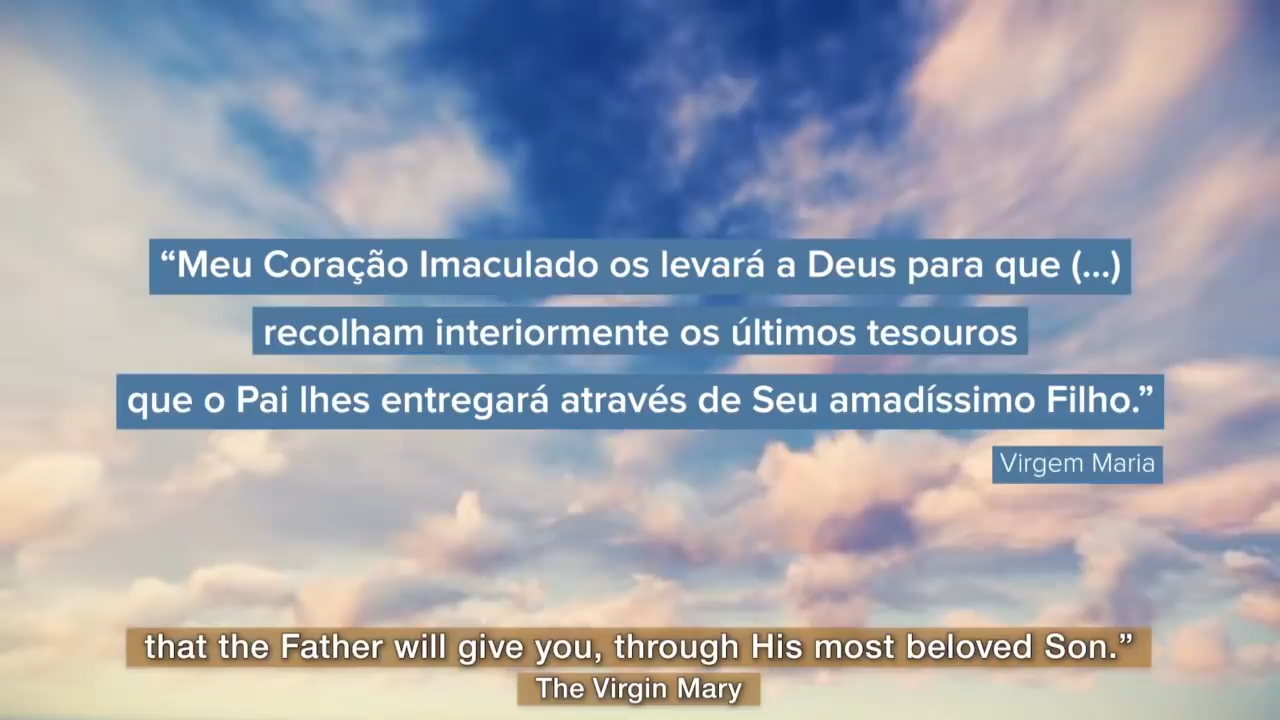 “Meu Coração Imaculado os levará a Deus para que (...)
recolham interiormente os últimos tesouros
que o Pai lhes entregará através de Seu amadíssimo Filho.”
Virgem Maria
that the Father will give you, through His most beloved Son.”
The Virgin Mary